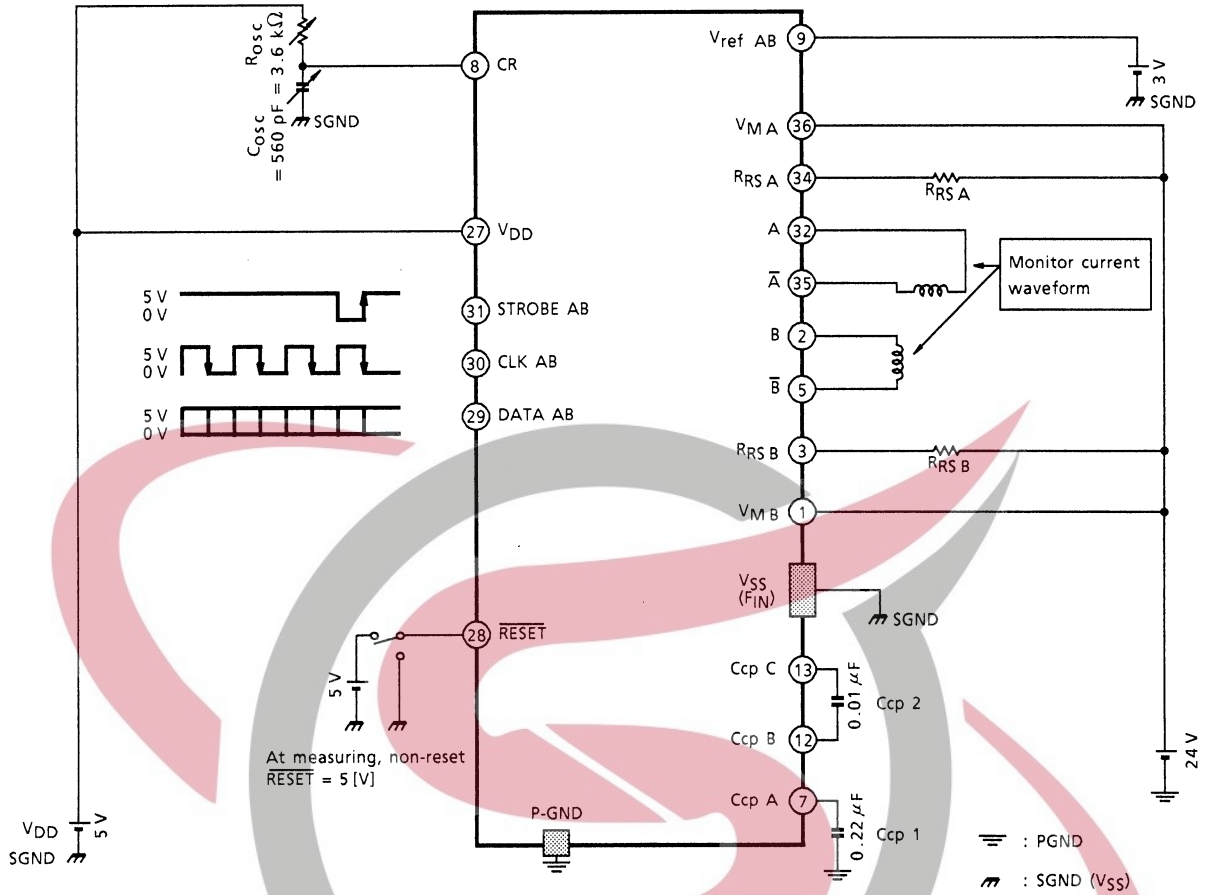 Rosc = 3.6 kΩ
Cosc = 560 pF
SGND
8 CR
27 VDD
5 V
0 V
31 STROBE AB
5 V
0 V
30 CLK AB
5 V
0 V
29 DATA AB
28 RESET
5 V
At measuring, non-reset
RESET = 5 [V]
VDD 5 V
SGND
P-GND
Vref AB 9
3 V
SGND
VM A 36
RRS A 34
RRS A
A 32
A 35
Monitor current
waveform
B 2
B 5
RRS B 3
RRS B
VM B 1
VSS
(FIN)
SGND
Ccp C 13
0.01 μF Ccp 2
Ccp B 12
Ccp A 7
0.22 μF Ccp 1
24 V
: PGND
: SGND (VSS)